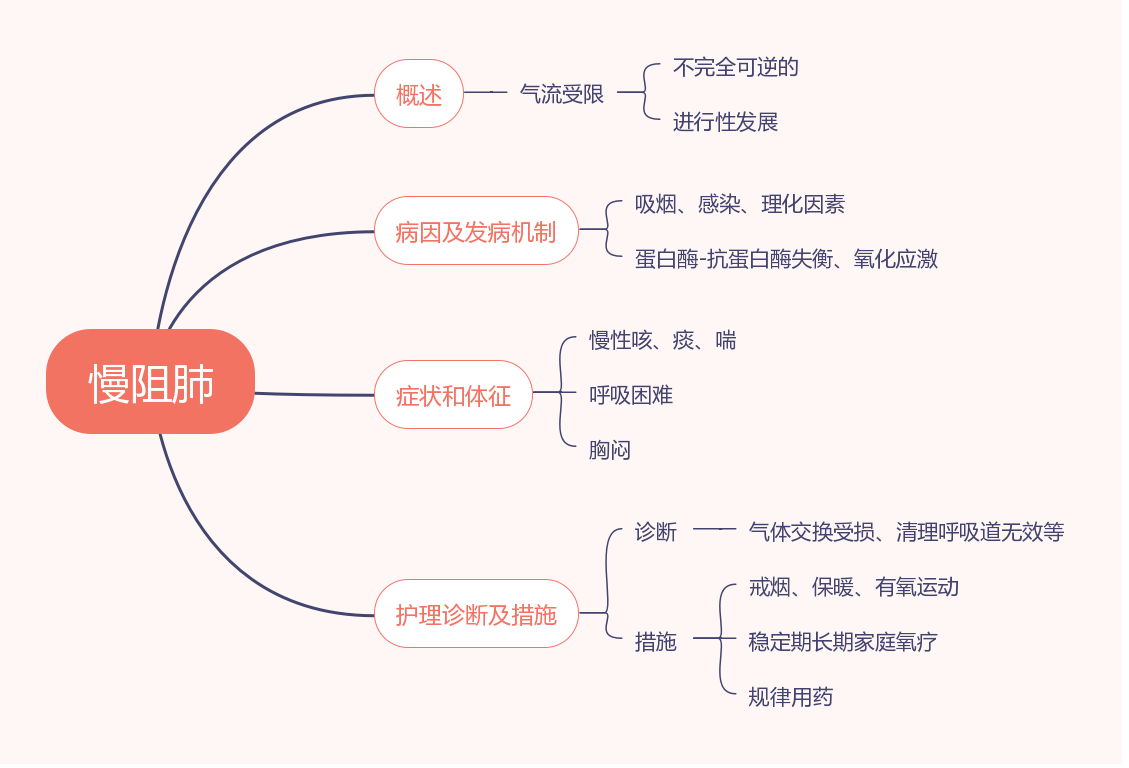 慢阻肺
概述
气流受限
不完全可逆的
进行性发展
病因及发病机制
吸烟、感染、理化因素
蛋白酶-抗蛋白酶失衡、氧化应激
症状和体征
慢性咳、痰、喘
呼吸困难
胸闷
护理诊断及措施
诊断
气体交换受损、清理呼吸道无效等
措施
戒烟、保暖、有氧运动
稳定期长期家庭氧疗
规律用药